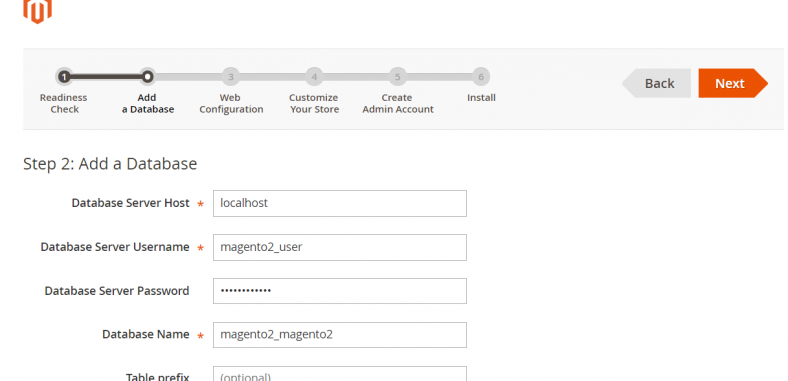 1 3 4 5 6
Readiness Check
Add a Database
Web Configuration
Customize Your Store
Create Admin Account
Install
Back
Next
Step 2: Add a Database
Database Server Host * localhost
Database Server Username * magento2_user
Database Server Password ••••••••••••
Database Name * magento2_magento2
Table prefix (optional)